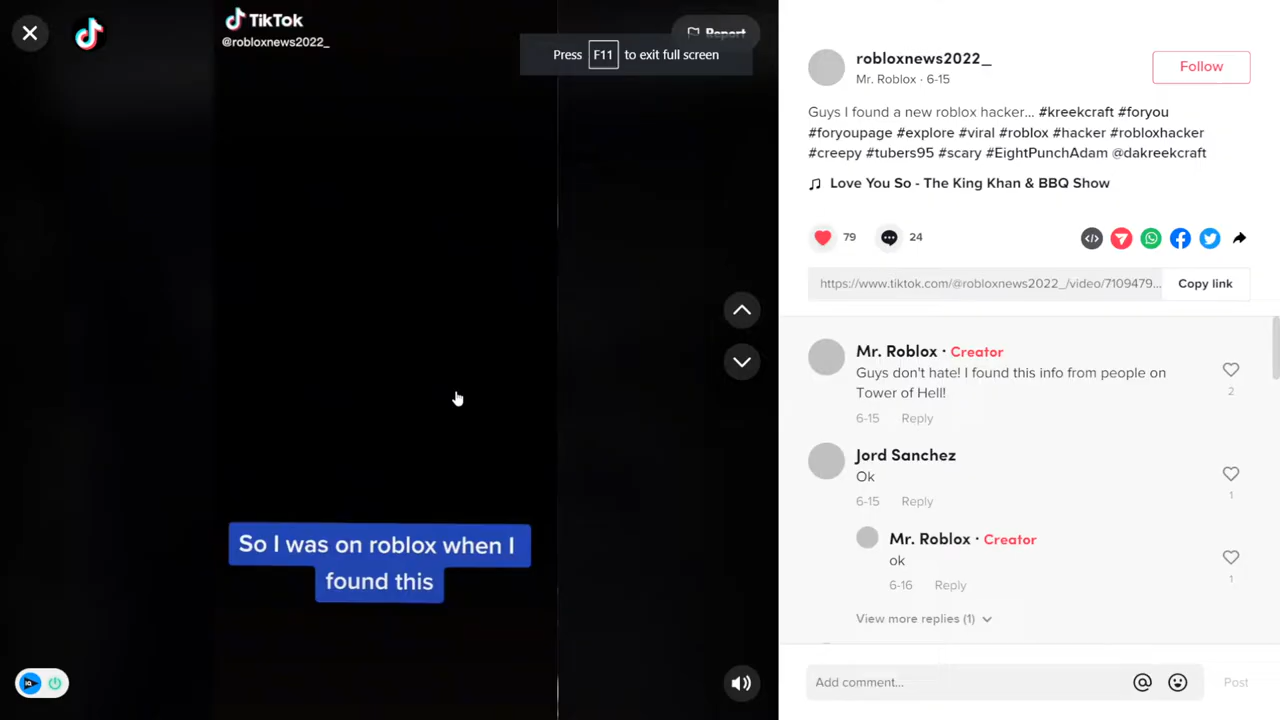 TikTok
@robloxnews2022_
Report
Press F11 to exit full screen
So I was on roblox when I
found this
robloxnews2022_
Mr. Roblox · 6-15
Follow
Guys I found a new roblox hacker... #kreekcraft #foryou
#foryoupage #explore #viral #roblox #hacker #robloxhacker
#creepy #tubers95 #scary #EightPunchAdam @dakreekcraft
Love You So - The King Khan & BBQ Show
79
24
https://www.tiktok.com/@robloxnews2022_/video/7109479...
Copy link
Mr. Roblox · Creator
Guys don't hate! I found this info from people on
Tower of Hell!
2
6-15 Reply
Jord Sanchez
Ok
1
6-15 Reply
Mr. Roblox · Creator
ok
1
6-16 Reply
View more replies (1)
Add comment...
Post